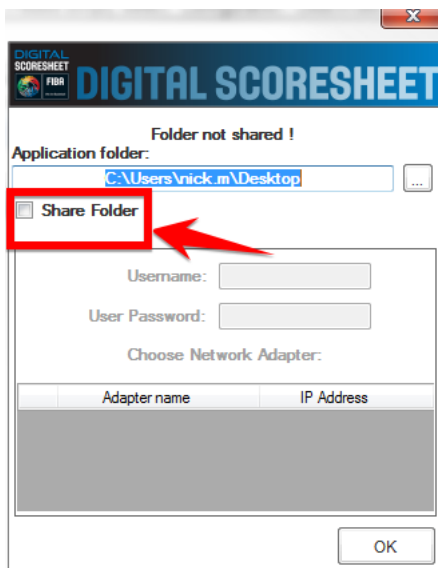 x
DIGITAL
SCORESHEET
FIBA
DIGITAL SCORESHEET
Folder not shared !
Application folder:
C:\Users\nick.m\Desktop
...
Share Folder
Username:
User Password:
Choose Network Adapter:
Adapter name IP Address
OK